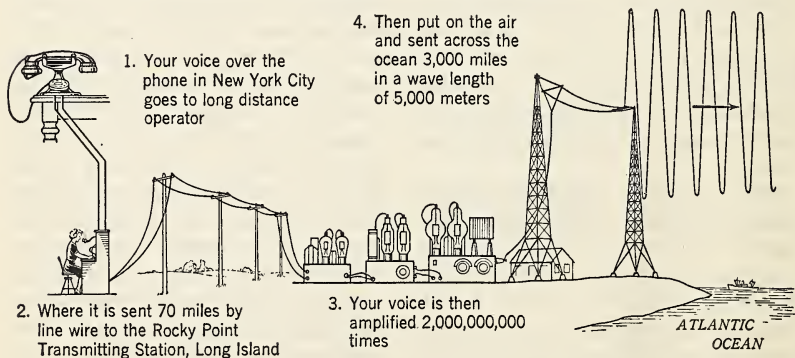 1. Your voice over the
phone in New York City
goes to long distance
operator
2. Where it is sent 70 miles by
line wire to the Rocky Point
Transmitting Station, Long Island
3. Your voice is then
amplified 2,000,000,000
times
4. Then put on the air
and sent across the
ocean 3,000 miles
in a wave length
of 5,000 meters
ATLANTIC
OCEAN